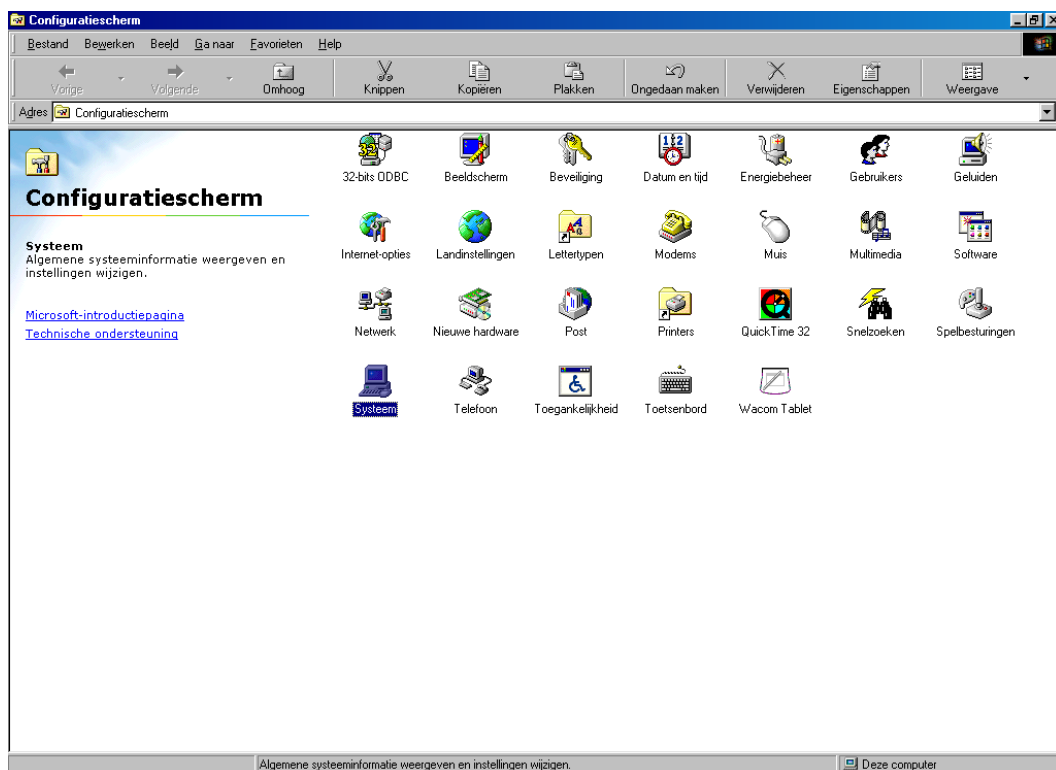 Configuratiescherm
Bestand Bewerken Beeld Ga naar Favorieten Help
Vorige Volgende Omhoog Knippen Kopiëren Plakken Ongedaan maken Verwijderen Eigenschappen Weergave
Adres Configuratiescherm
Configuratiescherm
Systeem
Algemene systeeminformatie weergeven en
instellingen wijzigen.
Microsoft-introductiepagina
Technische ondersteuning
32-bits ODBC Beeldscherm Beveiliging Datum en tijd Energiebeheer Gebruikers Geluiden
Internet-opties Landinstellingen Lettertypen Modems Muis Multimedia Software
Netwerk Nieuwe hardware Post Printers QuickTime 32 Snelzoeken Spelbesturingen
Systeem Telefoon Toegankelijkheid Toetsenbord Wacom Tablet
Algemene systeeminformatie weergeven en instellingen wijzigen. Deze computer